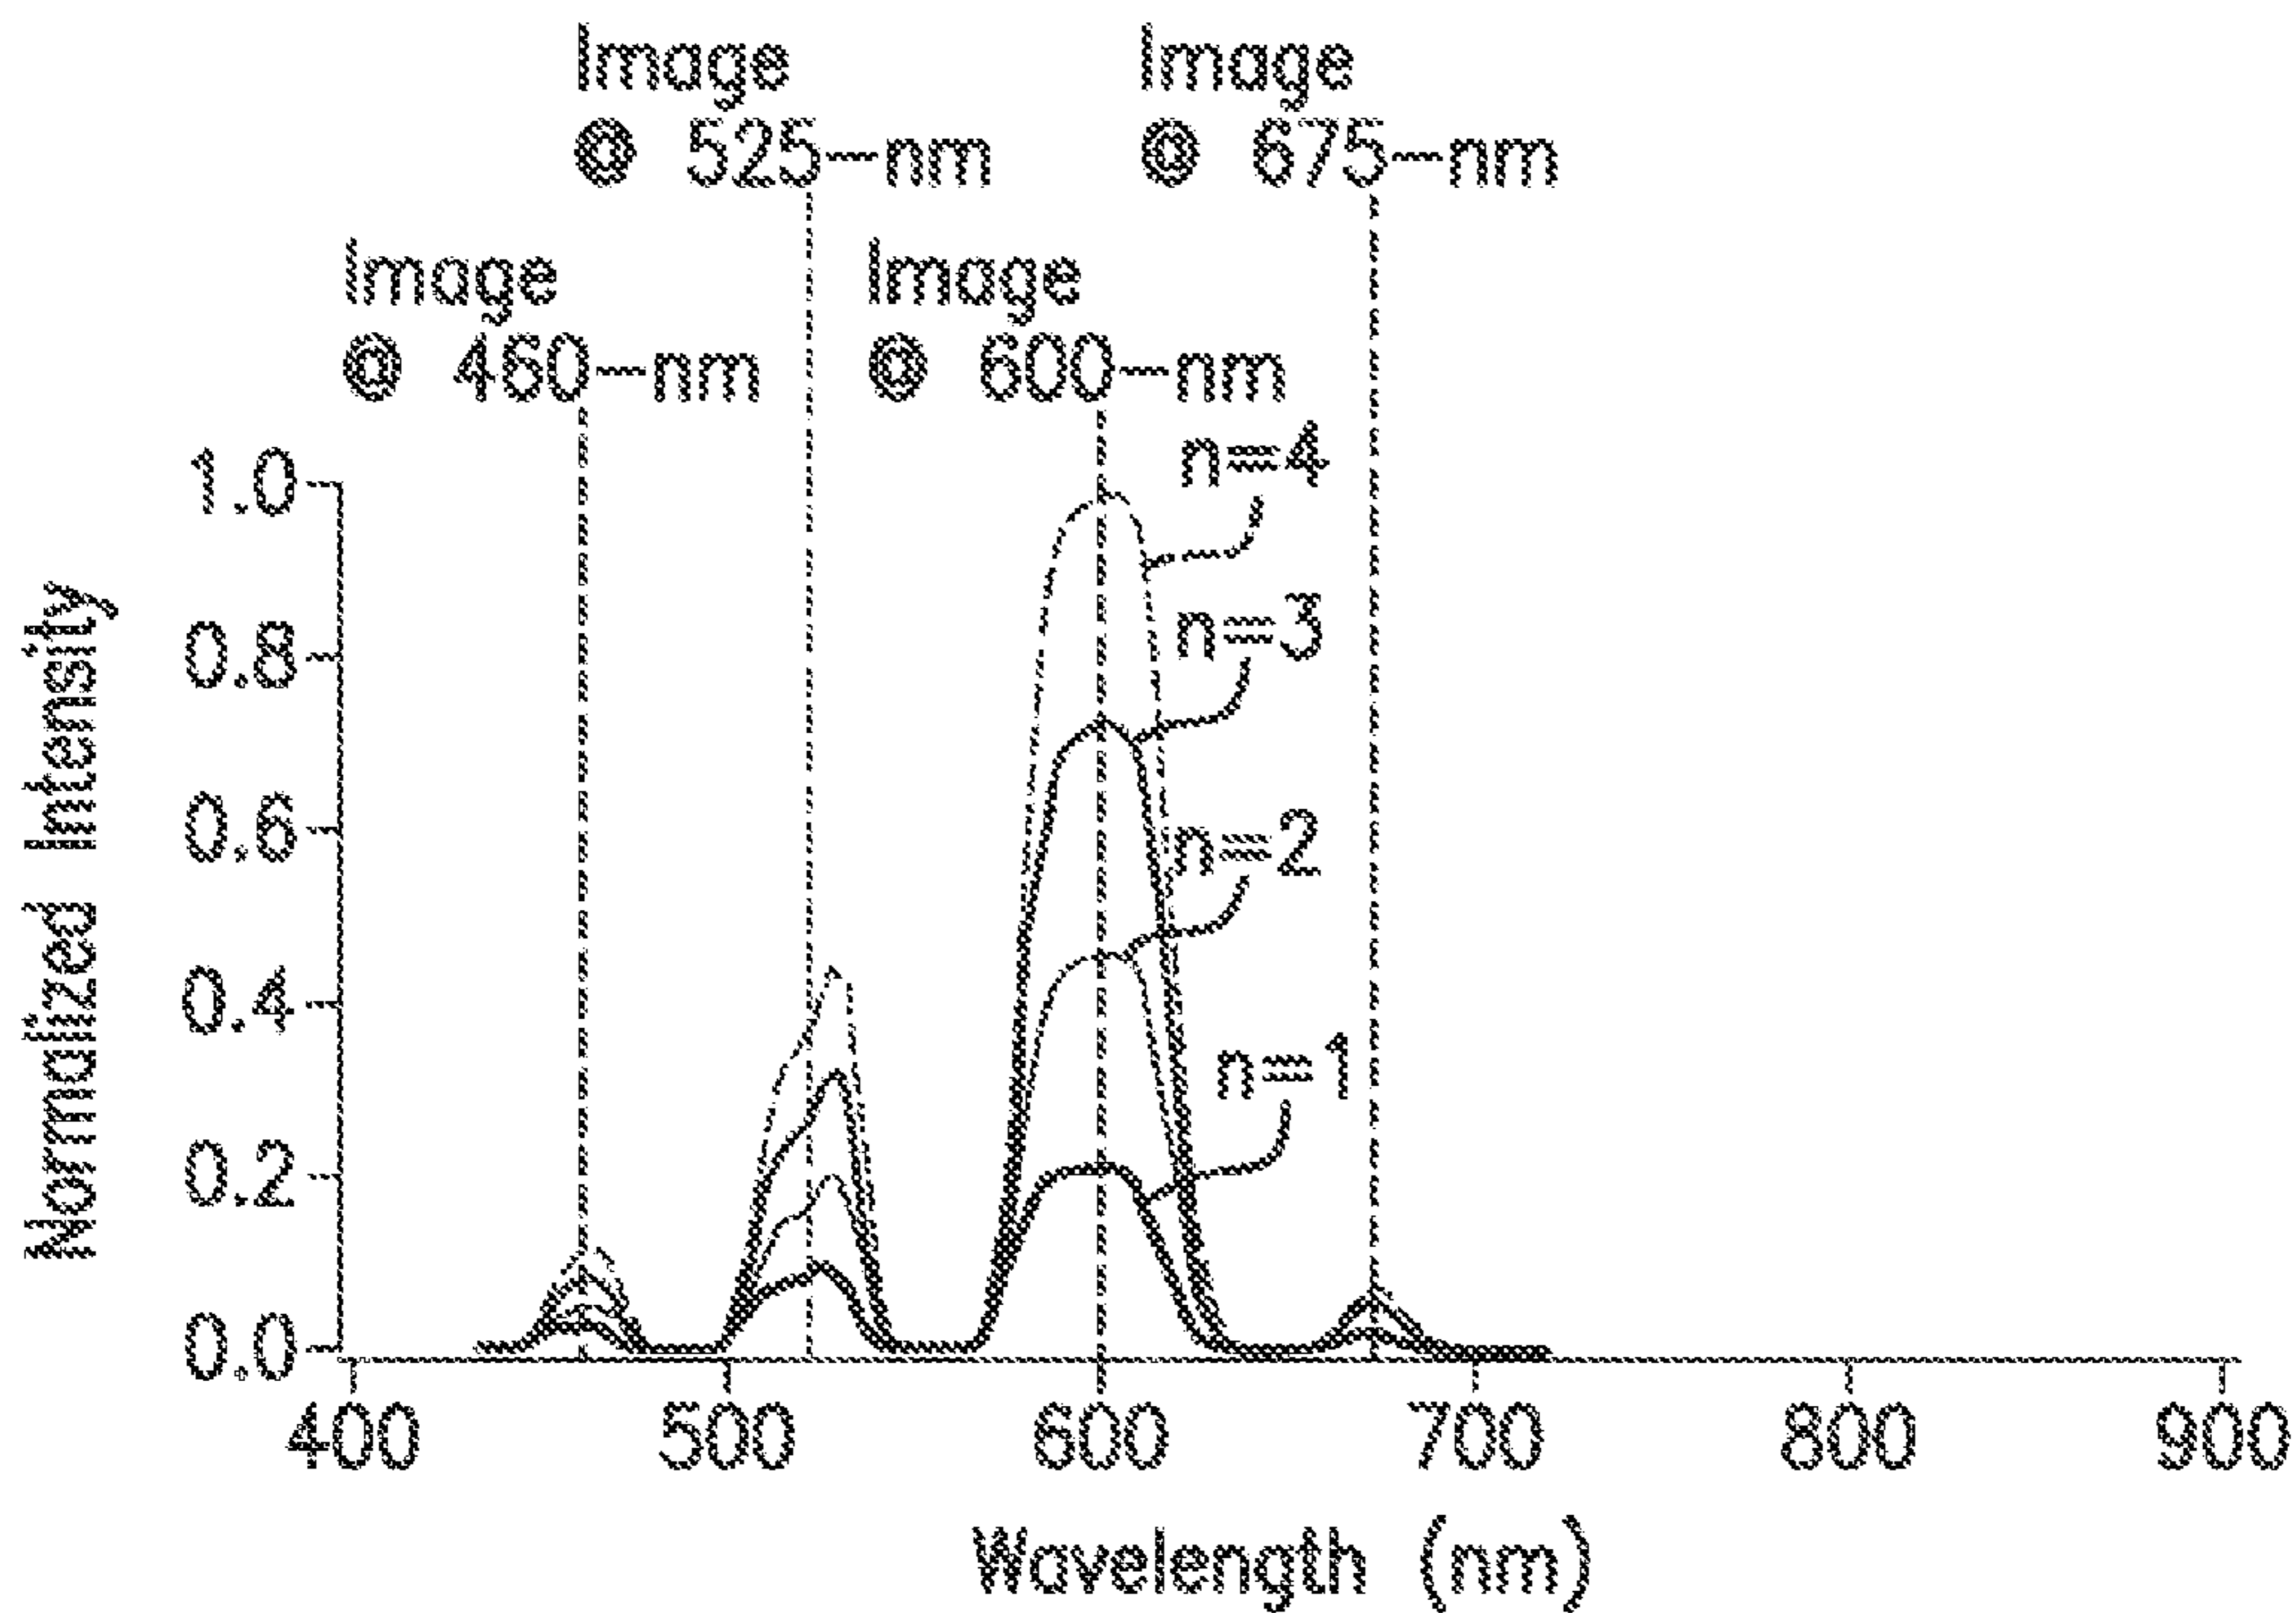 Image
@ 525-nm
Image
@ 675-nm
Image
@ 460-nm
Image
@ 600-nm
n=4
n=3
n=2
n=1
1.0
0.8
0.6
0.4
0.2
0.0
Normalized Intensity
400 500 600 700 800 900
Wavelength (nm)